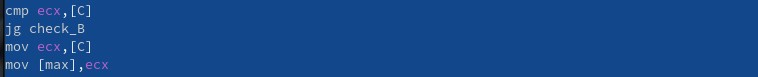 cmp ecx,[C]
jg check_B
mov ecx,[C]
mov [max],ecx